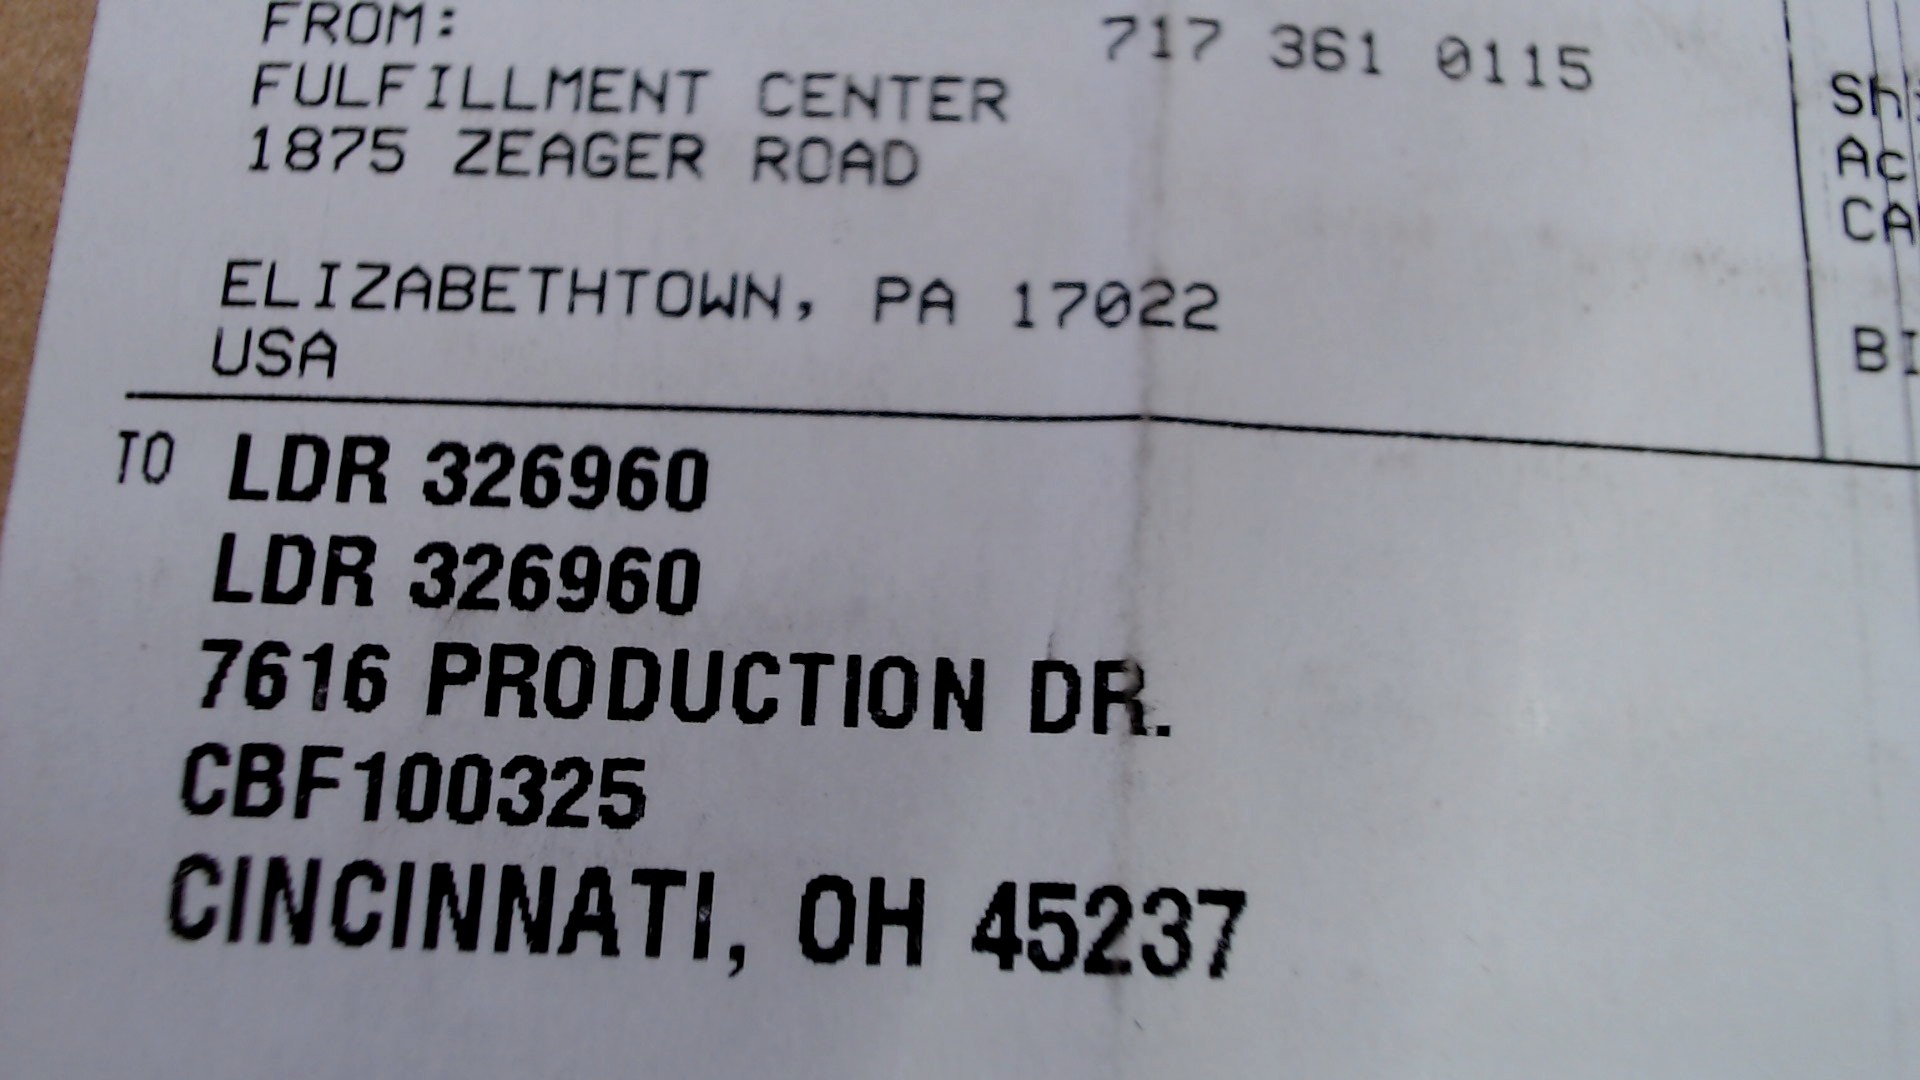 FROM:
717 361 0115
FULFILLMENT CENTER
1875 ZEAGER ROAD
ELIZABETHTOWN, PA 17022
USA
TO LDR 326960
LDR 326960
7616 PRODUCTION DR.
CBF100325
CINCINNATI, OH 45237